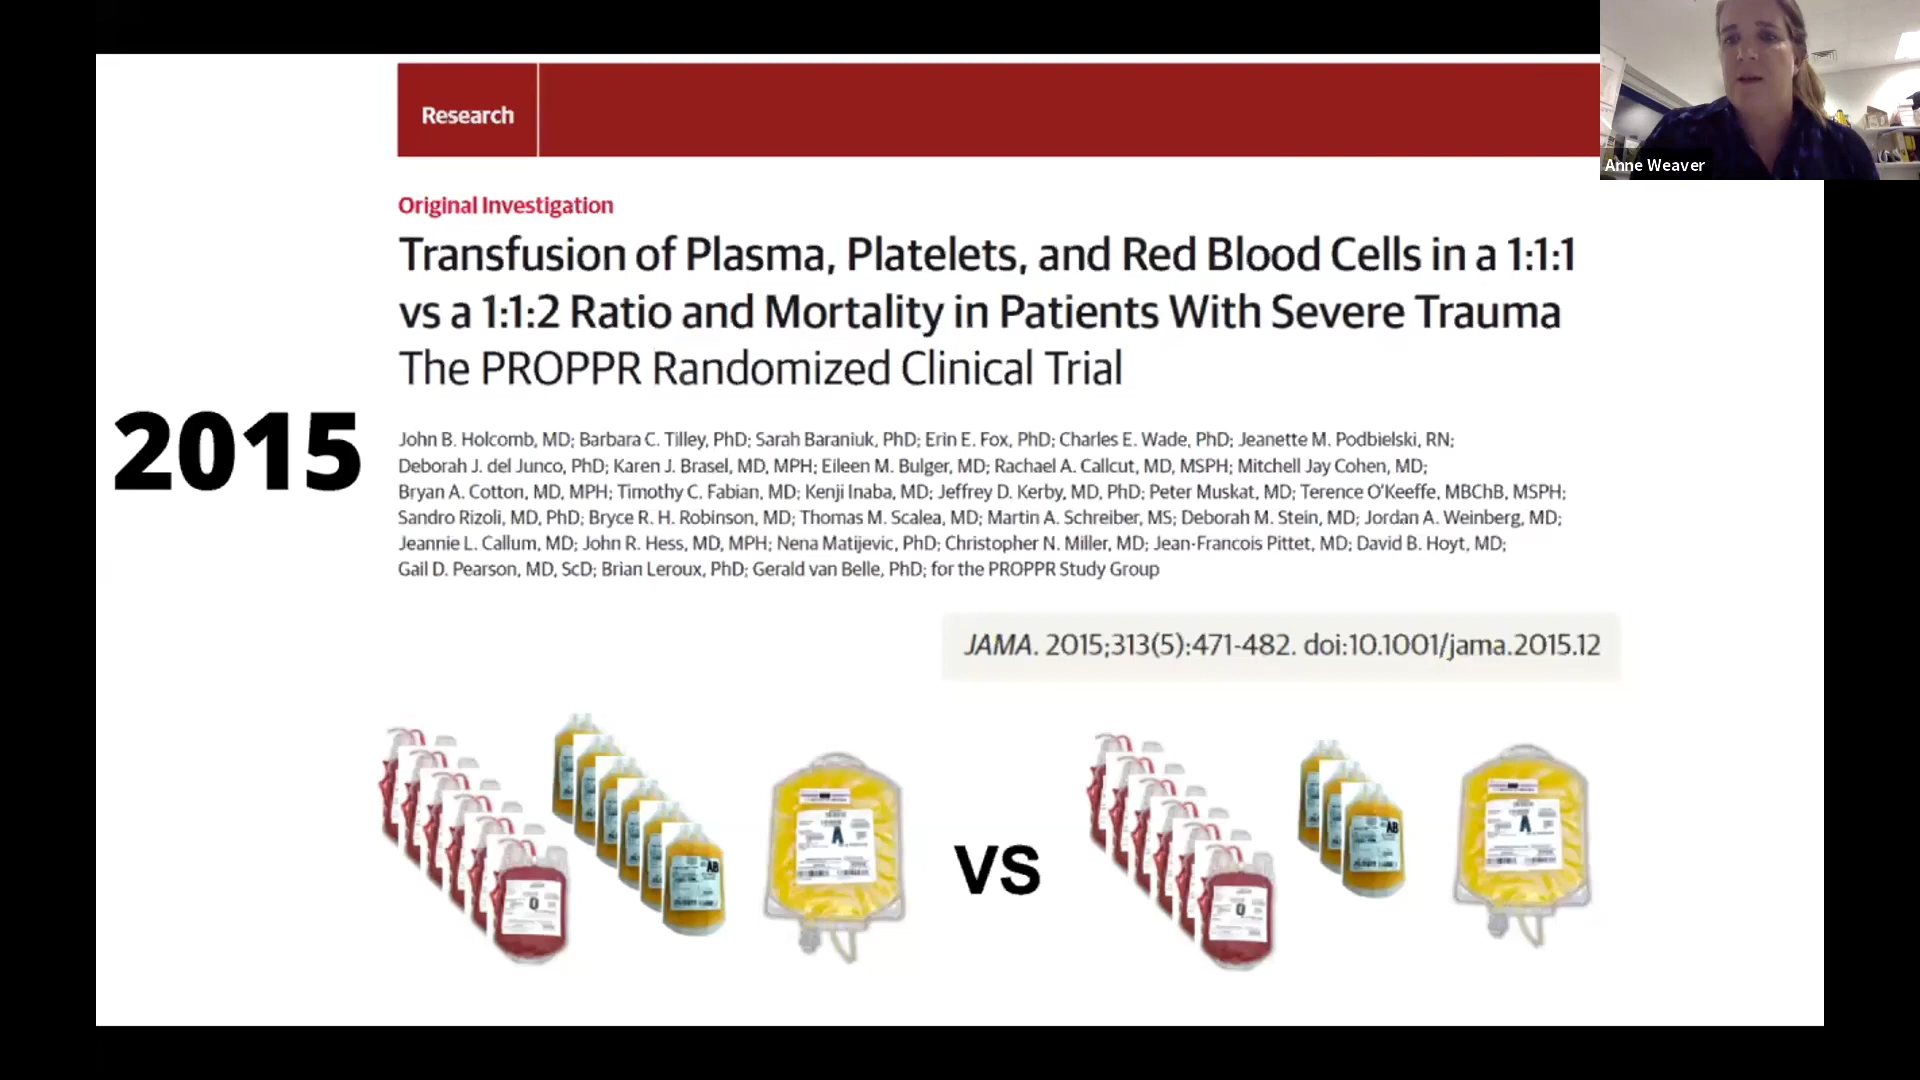 Research
Anne Weaver
Original Investigation
Transfusion of Plasma, Platelets, and Red Blood Cells in a 1:1:1
vs a 1:1:2 Ratio and Mortality in Patients With Severe Trauma
The PROPPR Randomized Clinical Trial
2015
John B. Holcomb, MD; Barbara C. Tilley, PhD; Sarah Baraniuk, PhD; Erin E. Fox, PhD; Charles E. Wade, PhD; Jeanette M. Podbielski, RN;
Deborah J. del Junco, PhD; Karen J. Brasel, MD, MPH; Eileen M. Bulger, MD; Rachael A. Callcut, MD, MSPH; Mitchell Jay Cohen, MD;
Bryan A. Cotton, MD, MPH; Timothy C. Fabian, MD; Kenji Inaba, MD; Jeffrey D. Kerby, MD, PhD; Peter Muskat, MD; Terence O'Keeffe, MBChB, MSPH;
Sandro Rizoli, MD, PhD; Bryce R. H. Robinson, MD; Thomas M. Scalea, MD; Martin A. Schreiber, MS; Deborah M. Stein, MD; Jordan A. Weinberg, MD;
Jeannie L. Callum, MD; John R. Hess, MD, MPH; Nena Matijevic, PhD; Christopher N. Miller, MD; Jean-Francois Pittet, MD; David B. Hoyt, MD;
Gail D. Pearson, MD, ScD; Brian Leroux, PhD; Gerald van Belle, PhD; for the PROPPR Study Group
JAMA. 2015;313(5):471-482. doi:10.1001/jama.2015.12
O
AB
A
VS
O
AB
A